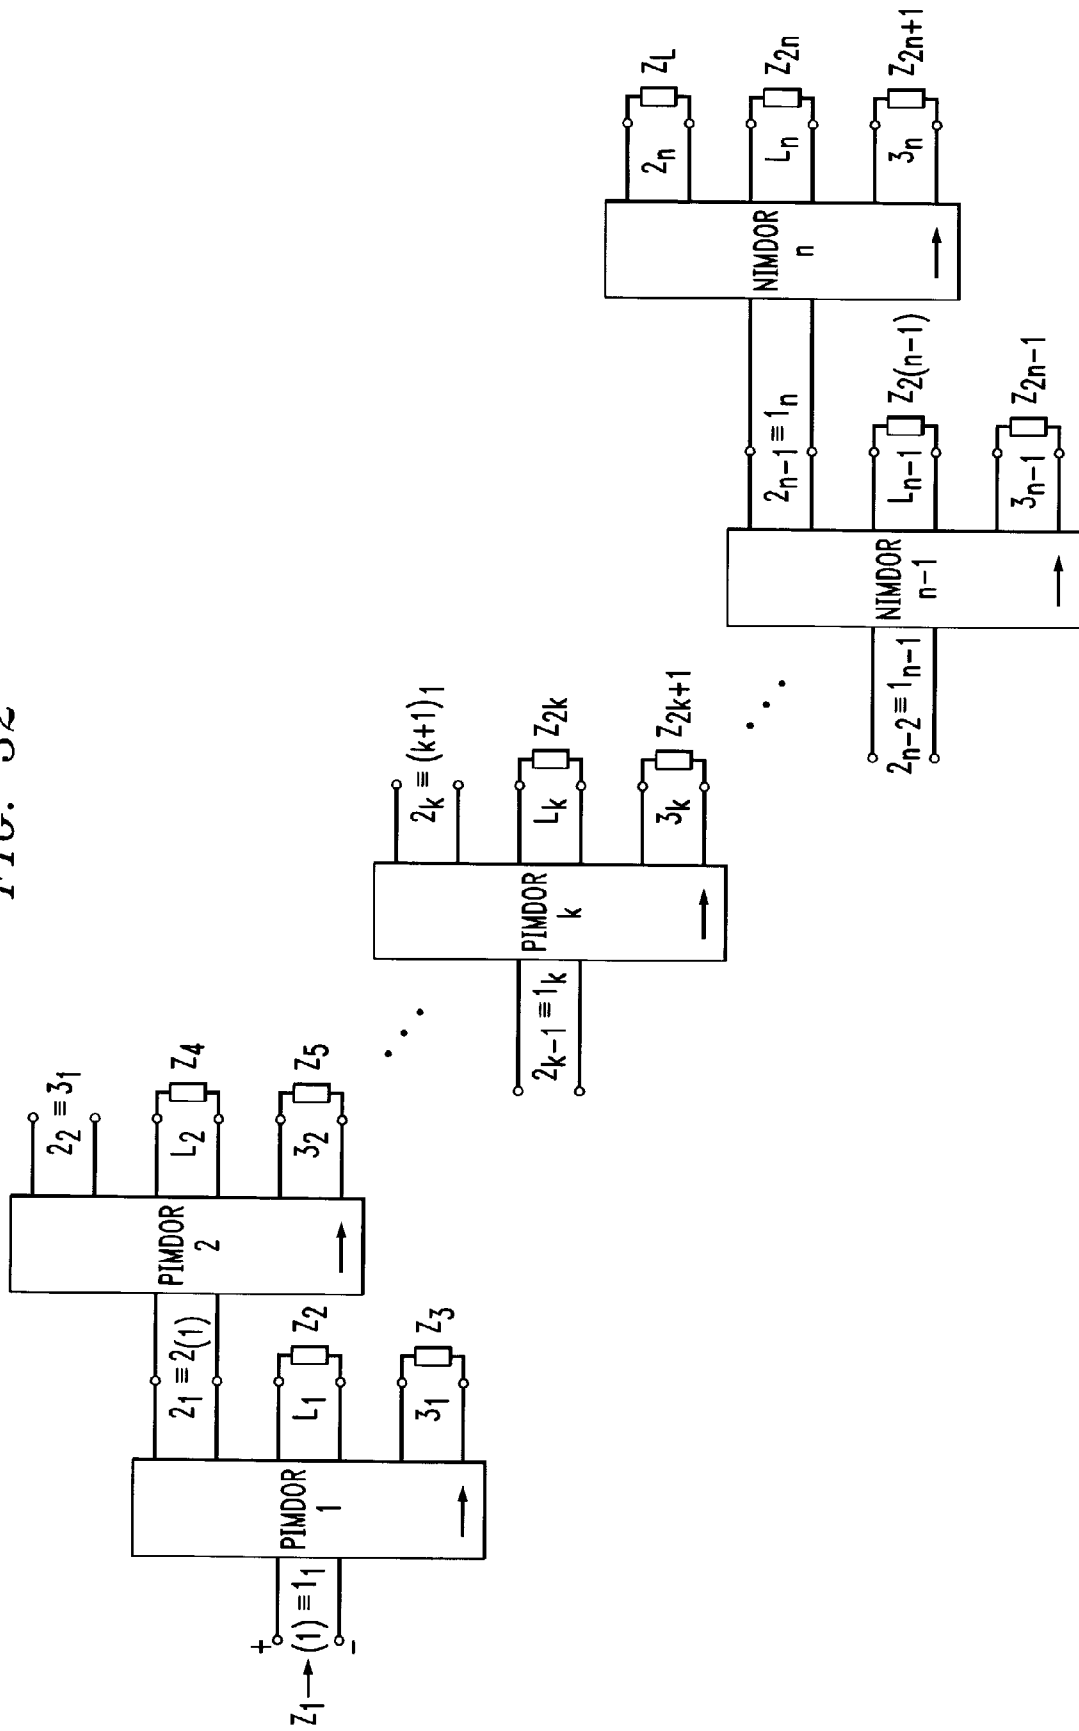 FIG. 32
Z1
+
(1) ≡ 11
-
PIMDOR
1
21 ≡ 2(1)
L1
Z2
31
Z3
PIMDOR
2
22 ≡ 31
L2
Z4
32
Z5
2k-1 ≡ 1k
PIMDOR
k
2k ≡ (k+1)1
Lk
Z2k
3k
Z2k+1
2n-2 ≡ 1n-1
NIMDOR
n-1
2n-1 ≡ 1n
Ln-1
Z2(n-1)
3n-1
Z2n-1
NIMDOR
n
2n
ZL
Ln
Z2n
3n
Z2n+1